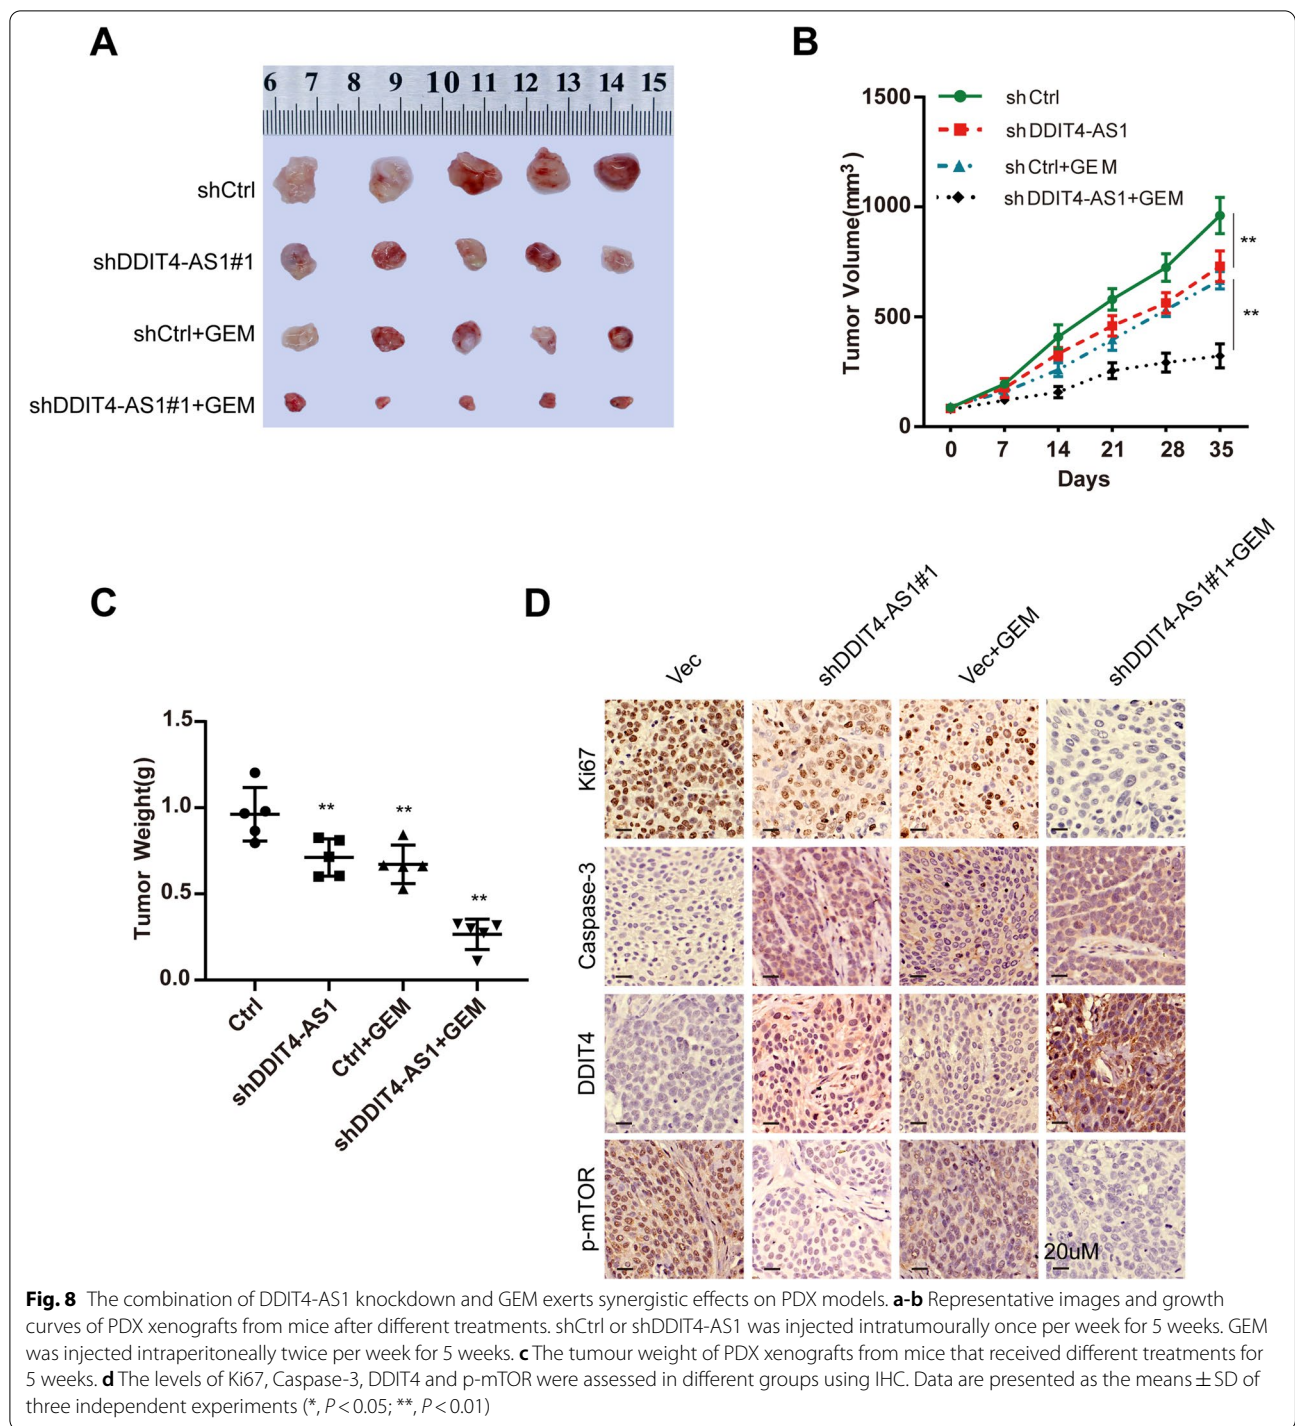 A
6 7 8 9 10 11 12 13 14 15
shCtrl
shDDIT4-AS1#1
shCtrl+GEM
shDDIT4-AS1#1+GEM
B
1500
1000
500
0
Tumor Volume(mm³)
shCtrl
shDDIT4-AS1
shCtrl+GEM
shDDIT4-AS1+GEM
**
**
0 7 14 21 28 35
Days
C
1.5
1.0
0.5
0.0
Tumor Weight(g)
** **
**
Ctrl
shDDIT4-AS1
Ctrl+GEM
shDDIT4-AS1+GEM
D
Vec
shDDIT4-AS1#1
Vec+GEM
shDDIT4-AS1#1+GEM
Ki67
Caspase-3
DDIT4
p-mTOR
20uM
Fig. 8 The combination of DDIT4-AS1 knockdown and GEM exerts synergistic effects on PDX models. a-b Representative images and growth
curves of PDX xenografts from mice after different treatments. shCtrl or shDDIT4-AS1 was injected intratumourally once per week for 5 weeks. GEM
was injected intraperitoneally twice per week for 5 weeks. c The tumour weight of PDX xenografts from mice that received different treatments for
5 weeks. d The levels of Ki67, Caspase-3, DDIT4 and p-mTOR were assessed in different groups using IHC. Data are presented as the means ± SD of
three independent experiments (*, P < 0.05; **, P < 0.01)